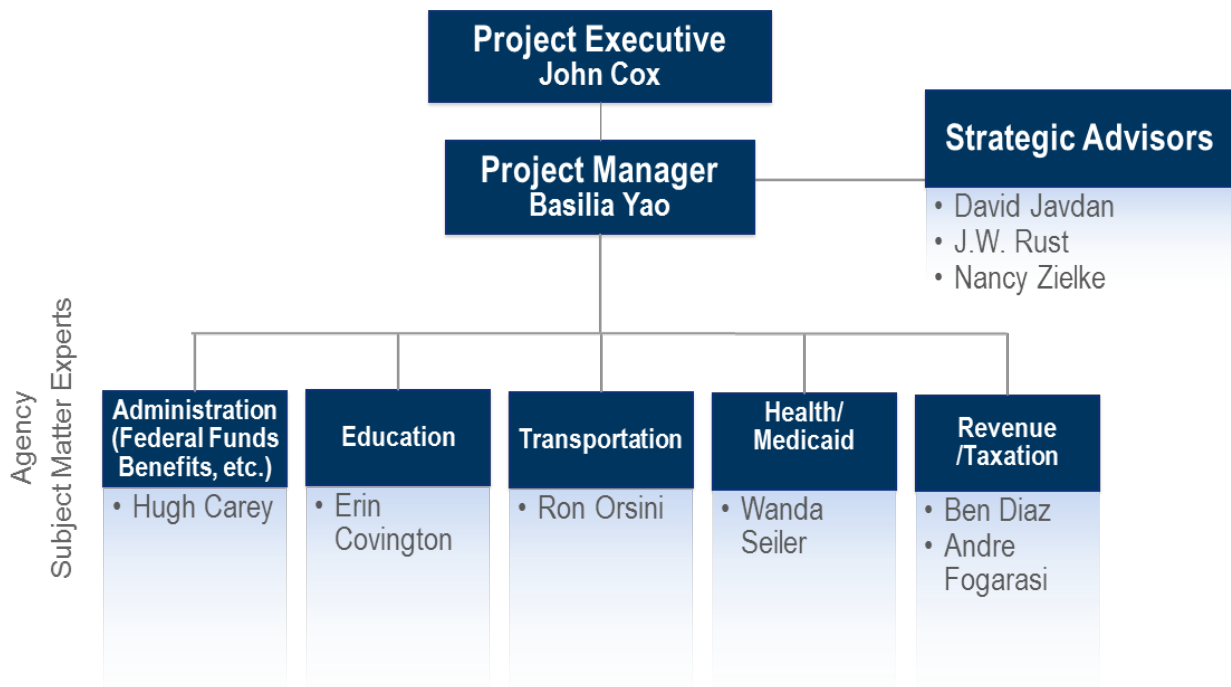 Project Executive
John Cox
Project Manager
Basilia Yao
Strategic Advisors
• David Javdan
• J.W. Rust
• Nancy Zielke
Agency
Subject Matter Experts
Administration
(Federal Funds
Benefits, etc.)
• Hugh Carey
Education
• Erin
Covington
Transportation
• Ron Orsini
Health/
Medicaid
• Wanda
Seiler
Revenue
/Taxation
• Ben Diaz
• Andre
Fogarasi